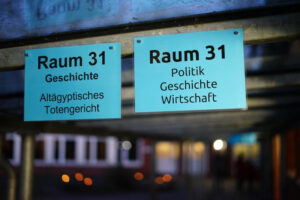 Raum 31
Geschichte
Altägyptisches
Totengericht
Raum 31
Politik
Geschichte
Wirtschaft